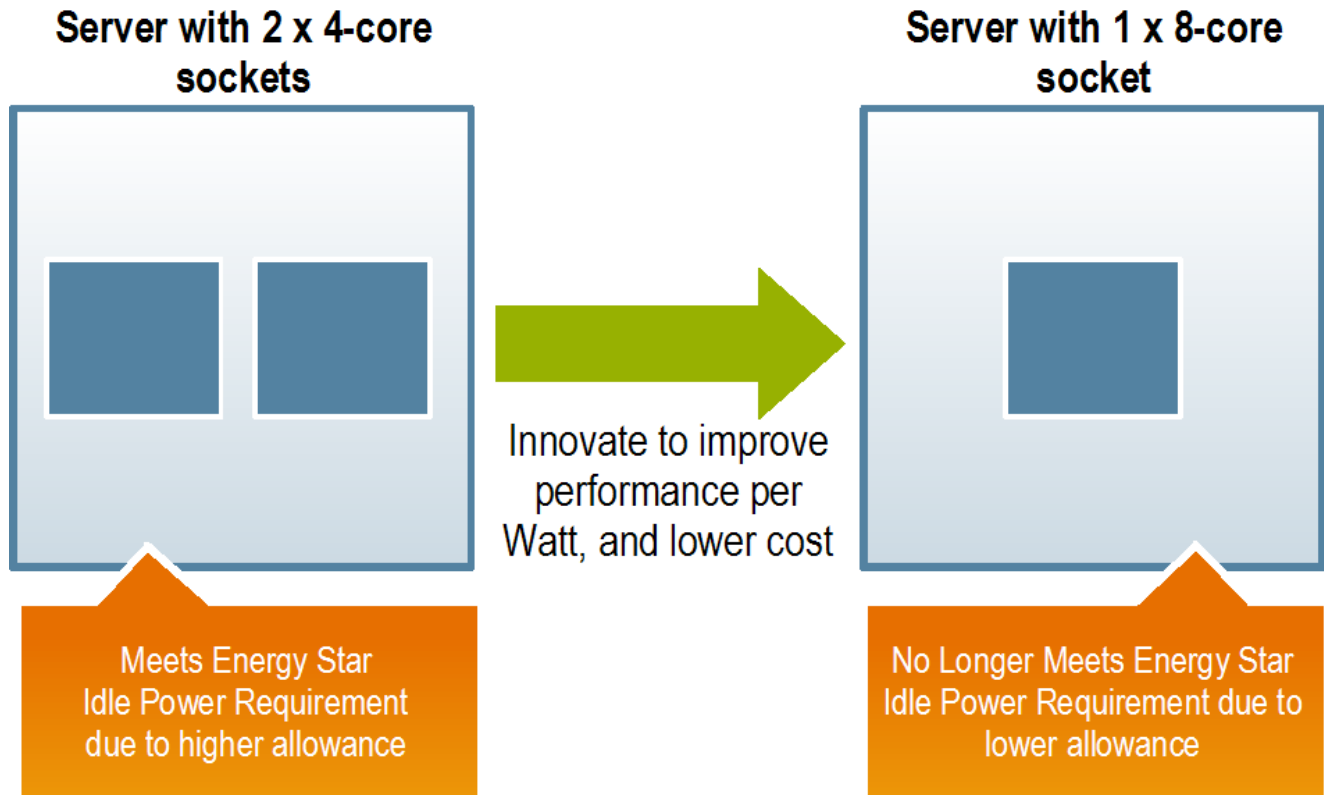 Server with 2 x 4-core
sockets
Server with 1 x 8-core
socket
Innovate to improve
performance per
Watt, and lower cost
Meets Energy Star
Idle Power Requirement
due to higher allowance
No Longer Meets Energy Star
Idle Power Requirement due to
lower allowance